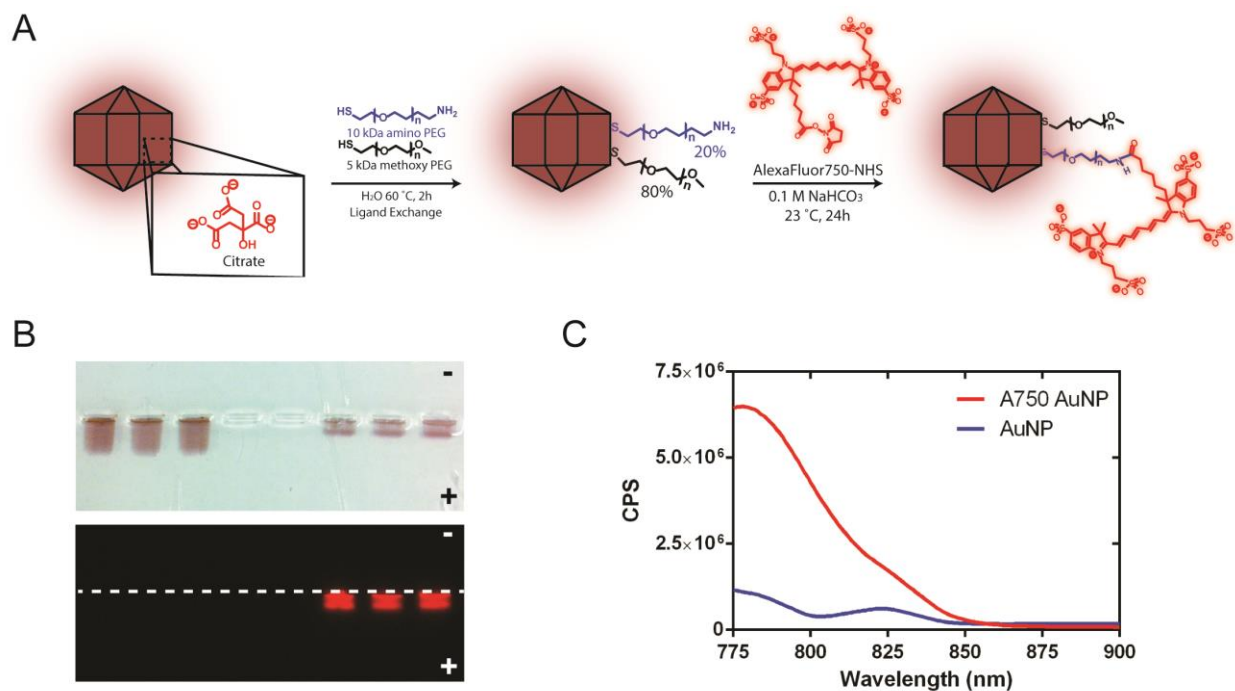 A
HS
O
n
NH₂
10 kDa amino PEG
HS
O
n
O
5 kDa methoxy PEG
H₂O 60 ˚C, 2h
Ligand Exchange
Citrate
S
O
n
NH₂
20%
S
O
n
O
80%
AlexaFluor750-NHS
0.1 M NaHCO₃
23 ˚C, 24h
S
O
n
O
S
O
n
N
H
B
-
+
-
+
C
7.5×10⁶
5.0×10⁶
2.5×10⁶
0
CPS
A750 AuNP
AuNP
775
800
825
850
875
900
Wavelength (nm)